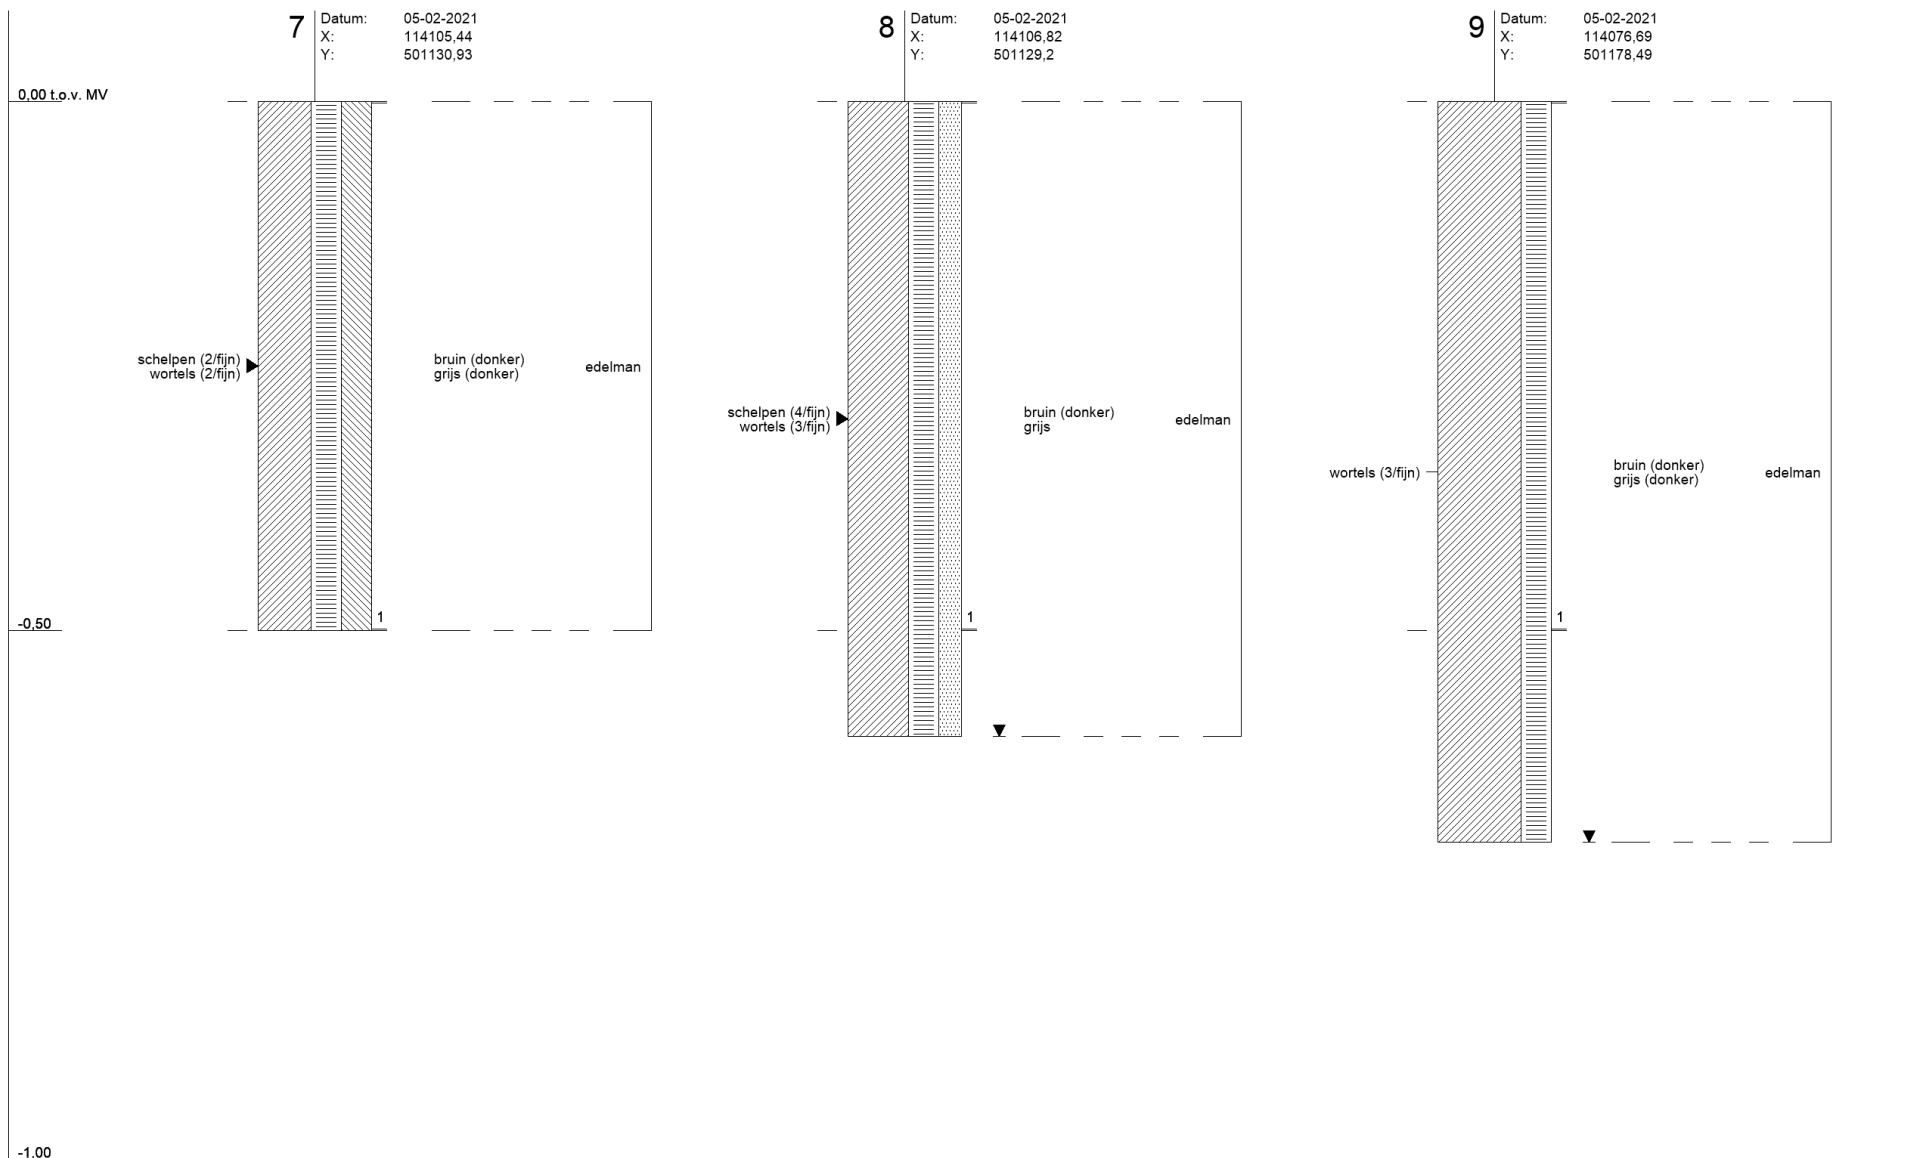 7
Datum: 05-02-2021
X: 114105,44
Y: 501130,93
8
Datum: 05-02-2021
X: 114106,82
Y: 501129,2
9
Datum: 05-02-2021
X: 114076,69
Y: 501178,49
0,00 t.o.v. MV
-0,50
-1,00
schelpen (2/fijn)
wortels (2/fijn)
bruin (donker)
grijs (donker)
edelman
1
schelpen (4/fijn)
wortels (3/fijn)
bruin (donker)
grijs
edelman
1
wortels (3/fijn)
bruin (donker)
grijs (donker)
edelman
1